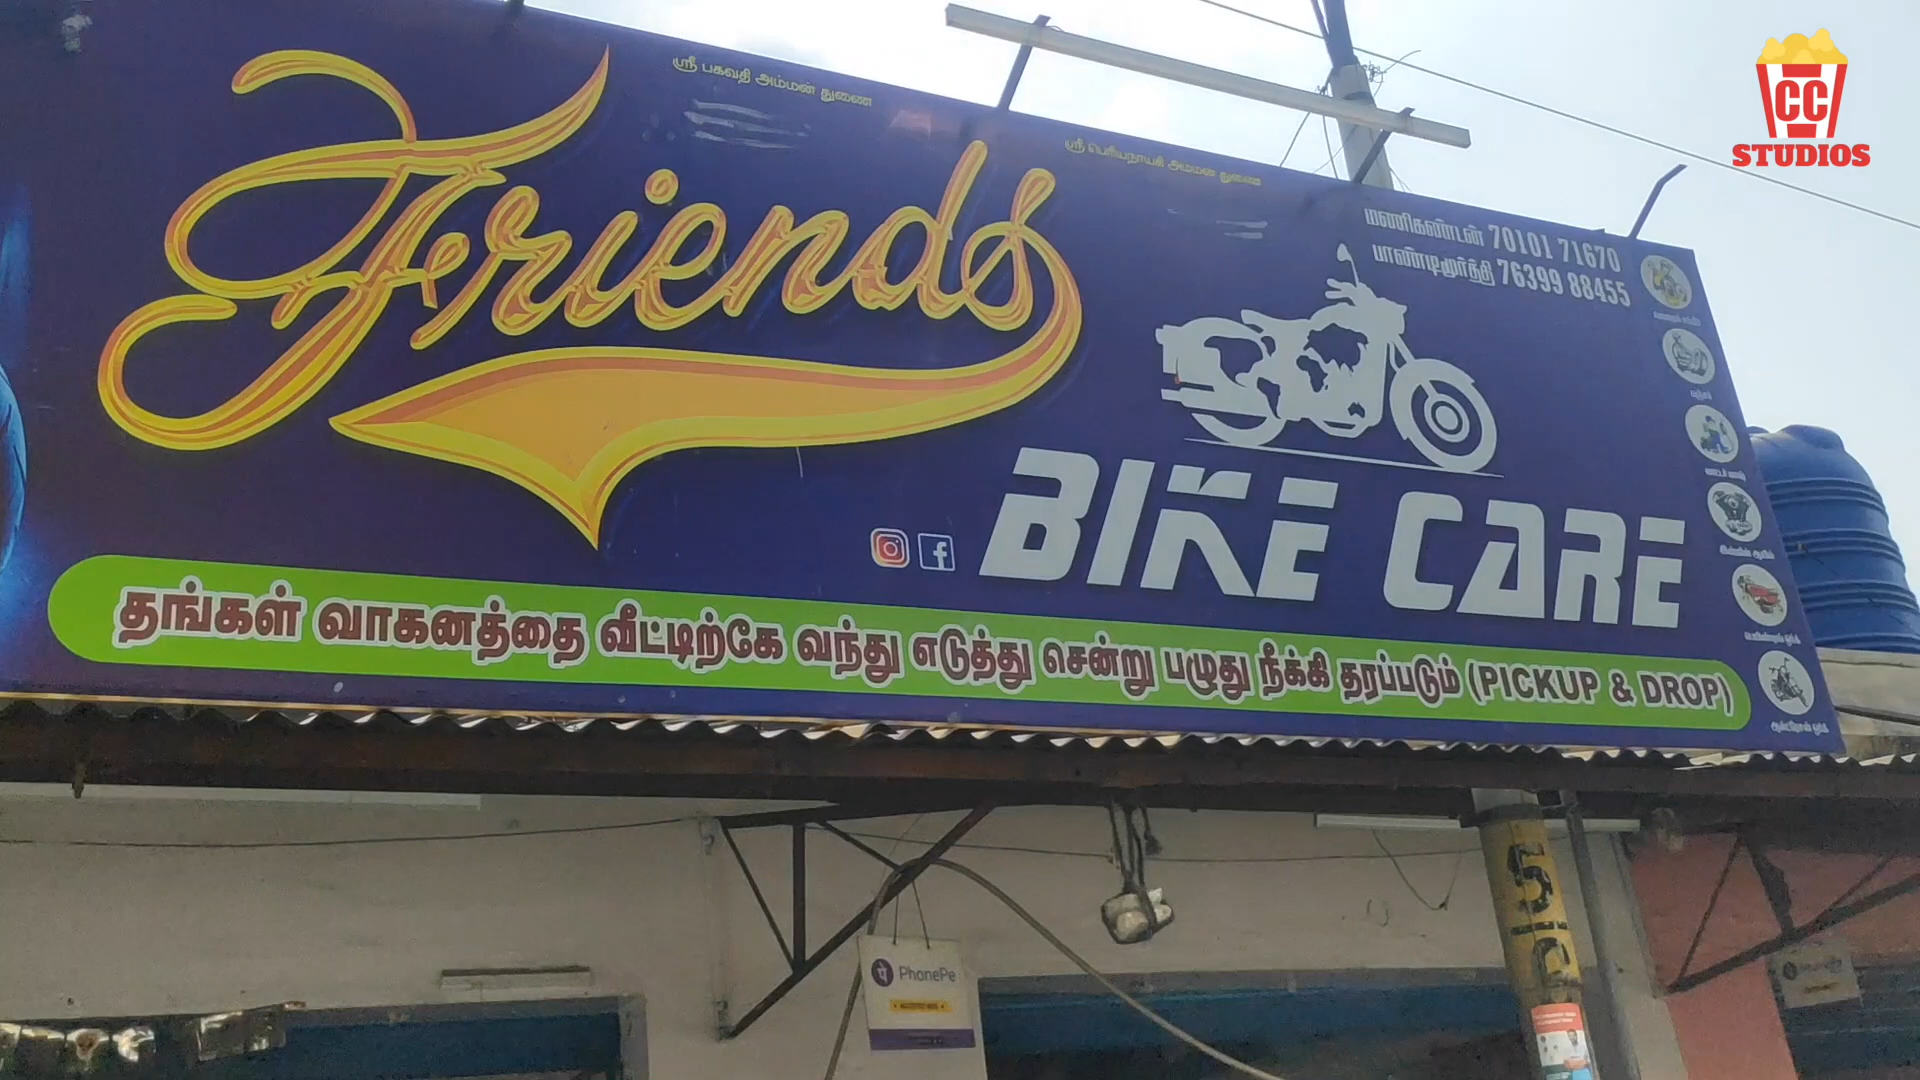 ஸ்ரீ பகவதி அம்மன் துணை
ஸ்ரீ பெரியநாயகி அம்மன் துணை
Friends
மணிகண்டன் 70101 71670
பாண்டிமூர்த்தி 76399 88455
BIKE CARE
தங்கள் வாகனத்தை வீட்டிற்கே வந்து எடுத்து சென்று பழுது நீக்கி தரப்படும் (PICKUP & DROP)
CC
STUDIOS
PhonePe